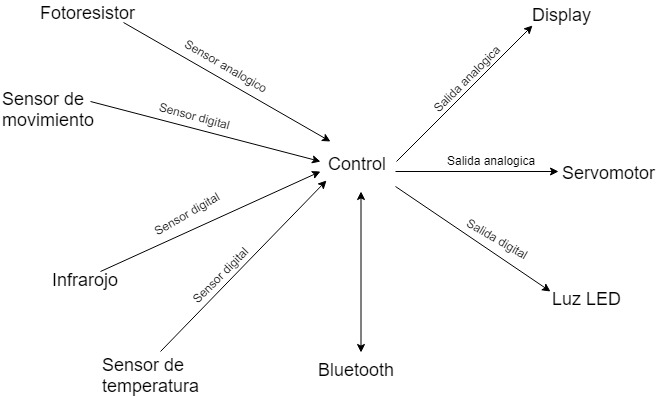 Fotoresistor
Display
Sensor analogico
Salida analogica
Sensor de
movimiento
Sensor digital
Control
Salida analogica
Servomotor
Sensor digital
Salida digital
Infrarojo
Sensor digital
Luz LED
Sensor de
temperatura
Bluetooth